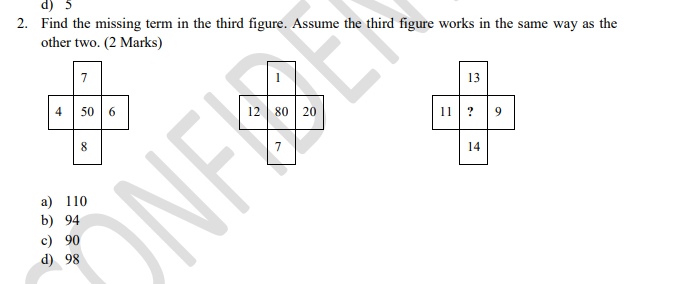 d) 5
2. Find the missing term in the third figure. Assume the third figure works in the same way as the
other two. (2 Marks)
7
4 50 6
8
1
12 80 20
7
13
11 ? 9
14
a) 110
b) 94
c) 90
d) 98
ONFIDEN